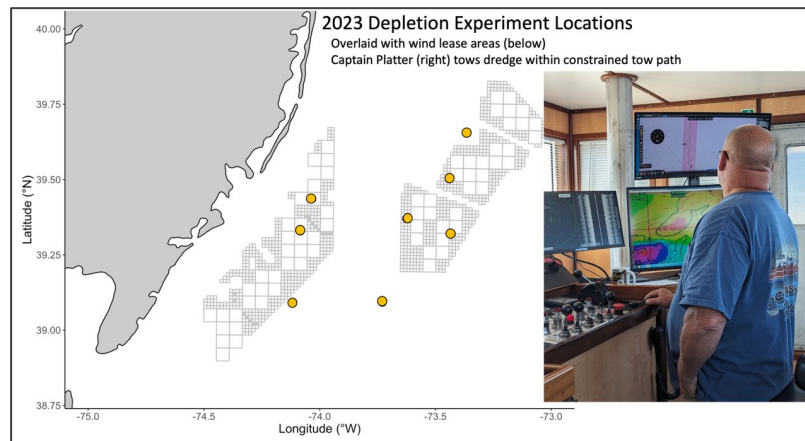 2023 Depletion Experiment Locations
Overlaid with wind lease areas (below)
Captain Platter (right) tows dredge within constrained tow path
40.00
39.75
39.50
39.25
39.00
38.75
Latitude (°N)
-75.0
-74.5
-74.0
-73.5
-73.0
Longitude (°W)